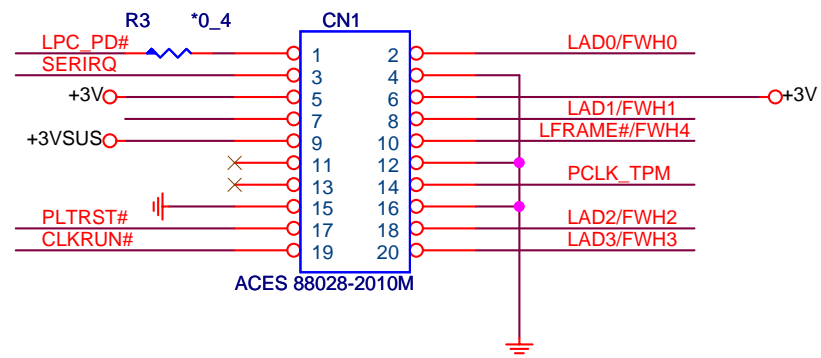 R3 *0_4 CN1
LPC_PD# 1 2 LAD0/FWH0
SERIRQ 3 4
+3V 5 6 +3V
7 8 LAD1/FWH1
+3VSUS 9 10 LFRAME#/FWH4
11 12
13 14 PCLK_TPM
15 16
PLTRST# 17 18 LAD2/FWH2
CLKRUN# 19 20 LAD3/FWH3
ACES 88028-2010M